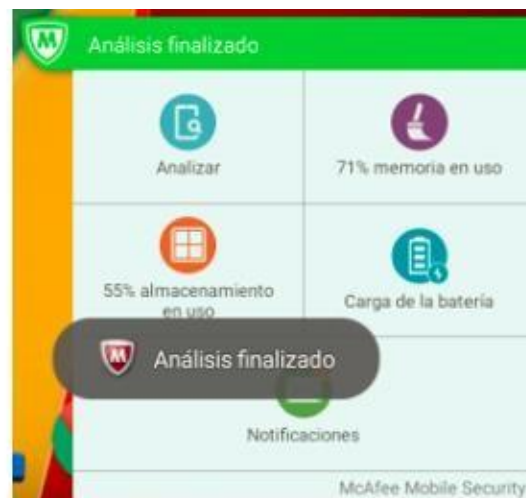 Análisis finalizado
Analizar
71% memoria en uso
55% almacenamiento
en uso
Carga de la batería
Análisis finalizado
Notificaciones
McAfee Mobile Security